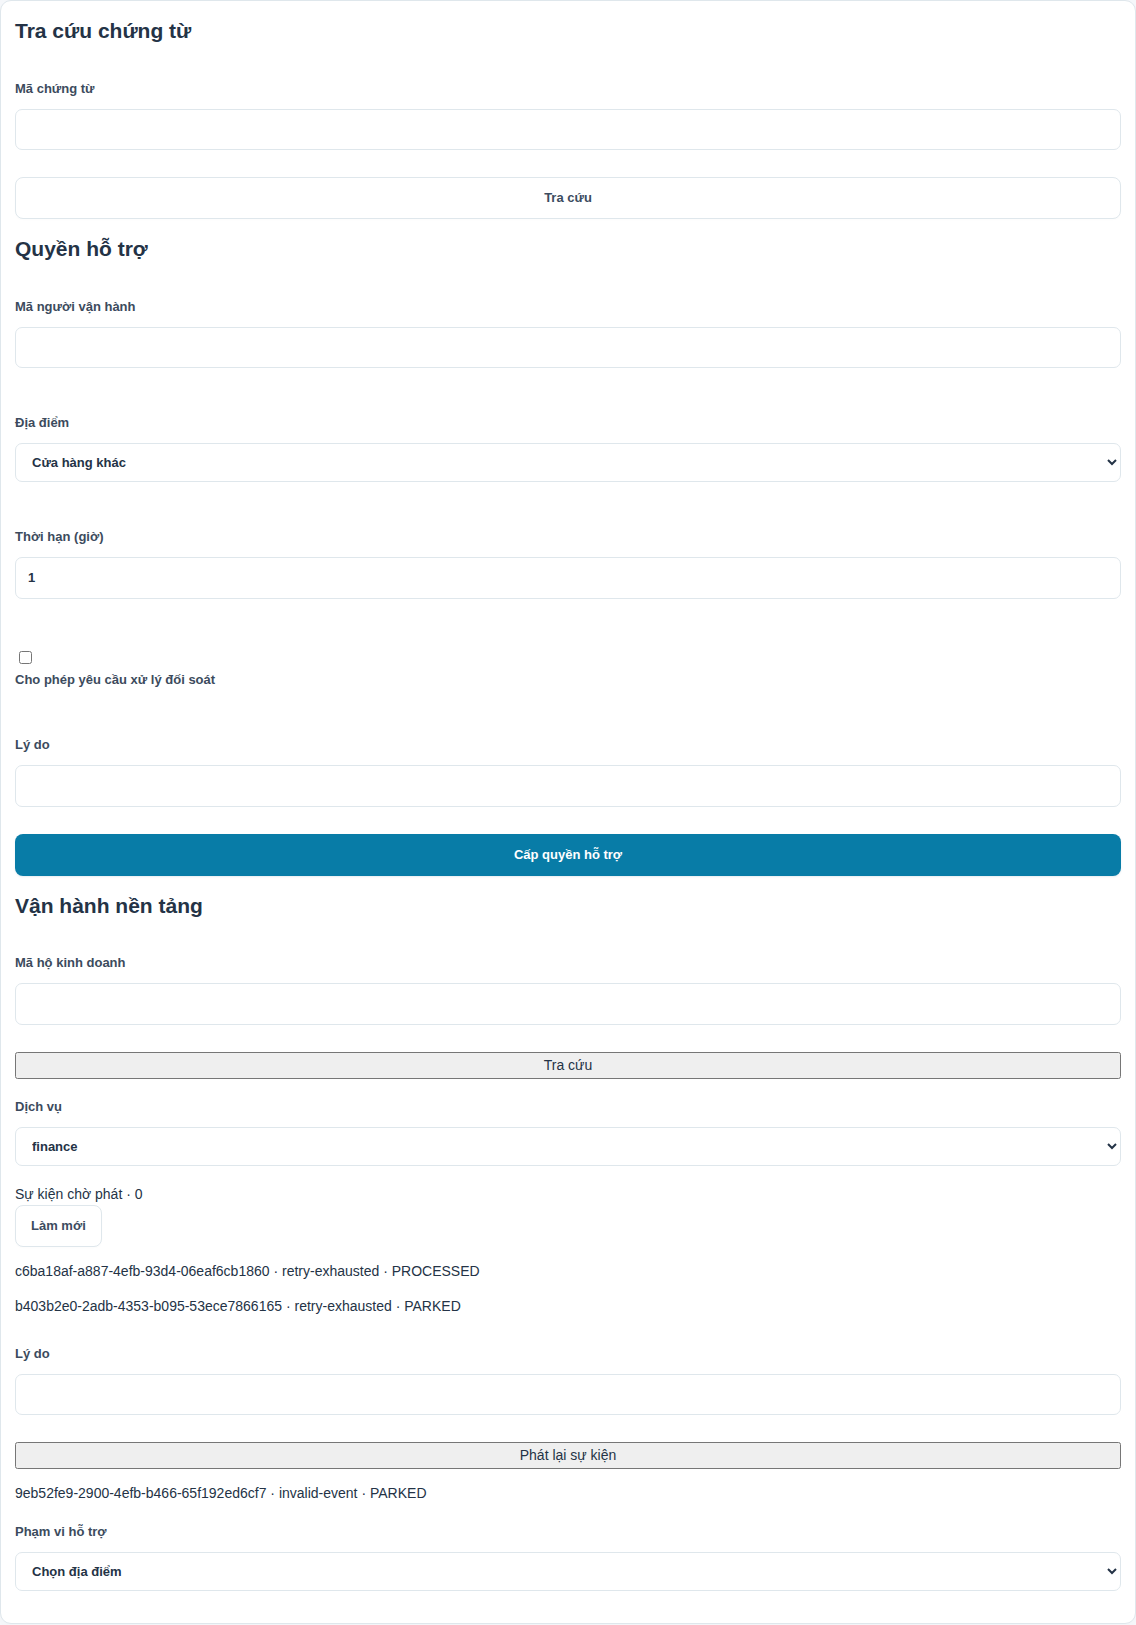 Tra cứu chứng từ
Mã chứng từ
Tra cứu
Quyền hỗ trợ
Mã người vận hành
Địa điểm
Cửa hàng khác
Thời hạn (giờ)
1
Cho phép yêu cầu xử lý đối soát
Lý do
Cấp quyền hỗ trợ
Vận hành nền tảng
Mã hộ kinh doanh
Tra cứu
Dịch vụ
finance
Sự kiện chờ phát · 0
Làm mới
c6ba18af-a887-4efb-93d4-06eaf6cb1860 · retry-exhausted · PROCESSED
b403b2e0-2adb-4353-b095-53ece7866165 · retry-exhausted · PARKED
Lý do
Phát lại sự kiện
9eb52fe9-2900-4efb-b466-65f192ed6cf7 · invalid-event · PARKED
Phạm vi hỗ trợ
Chọn địa điểm